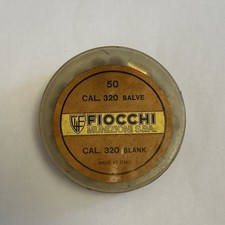 50
CAL. 320 SALVE
FIOCCHI
MUNIZIONI S.P.A.
CAL. 320 BLANK
MADE IN ITALY